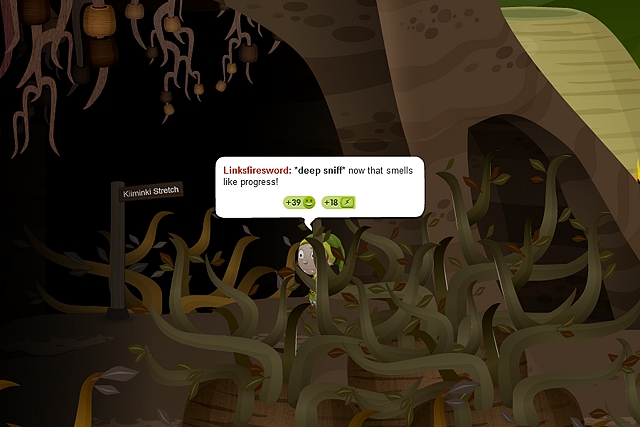 Linksfiresword: *deep sniff* now that smells
like progress!
+39 +18
Kiiminki Stretch